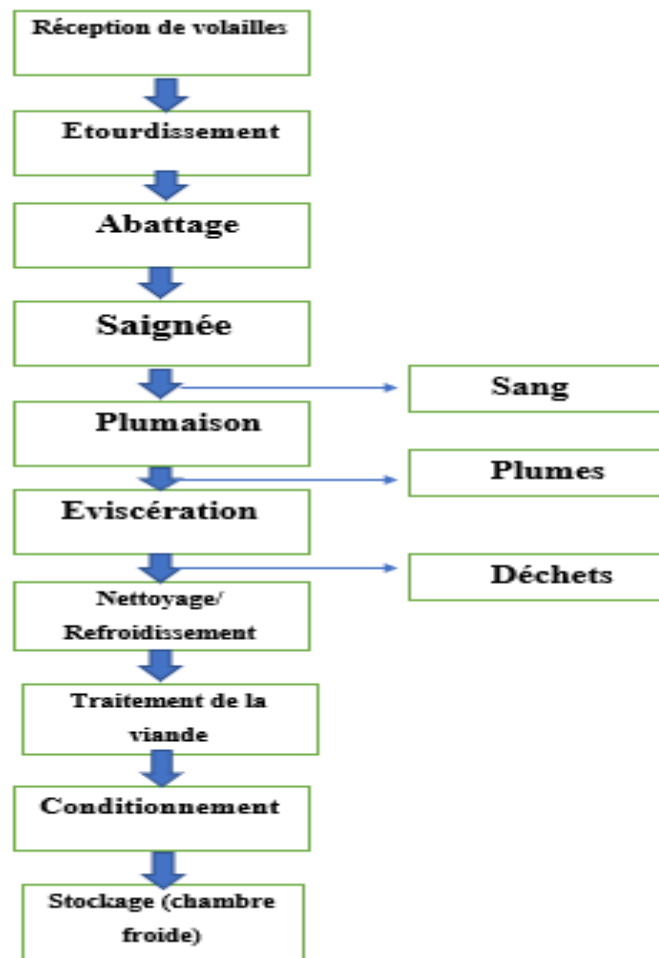 Réception de volailles
Etourdissement
Abattage
Saignée
Sang
Plumaison
Plumes
Eviscération
Déchets
Nettoyage/
Refroidissement
Traitement de la
viande
Conditionnement
Stockage (chambre
froide)